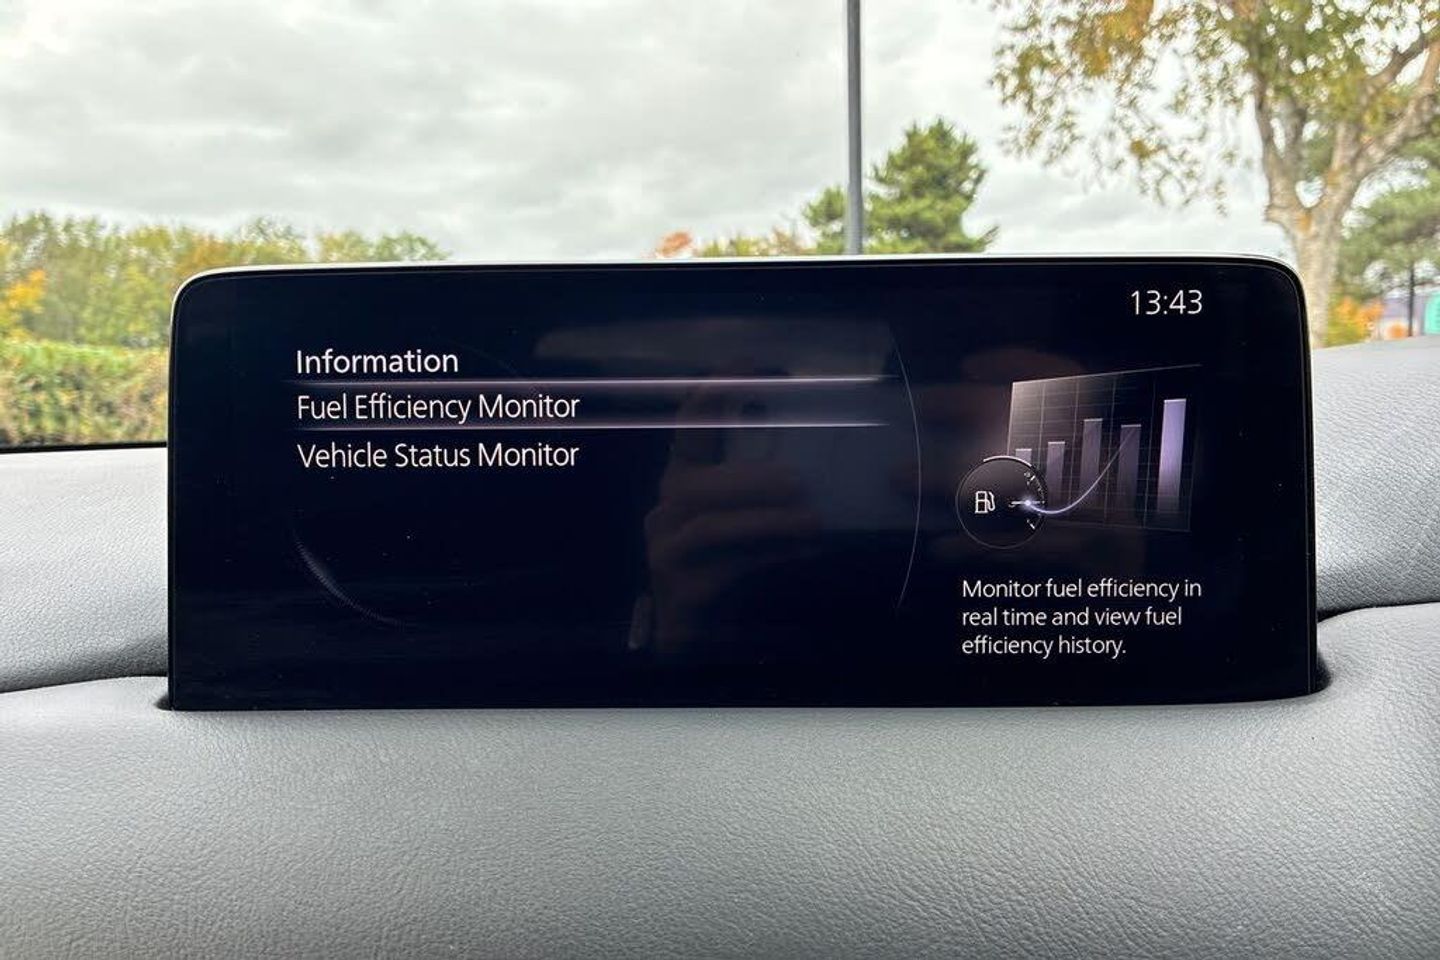 13:43
Information
Fuel Efficiency Monitor
Vehicle Status Monitor
Monitor fuel efficiency in
real time and view fuel
efficiency history.